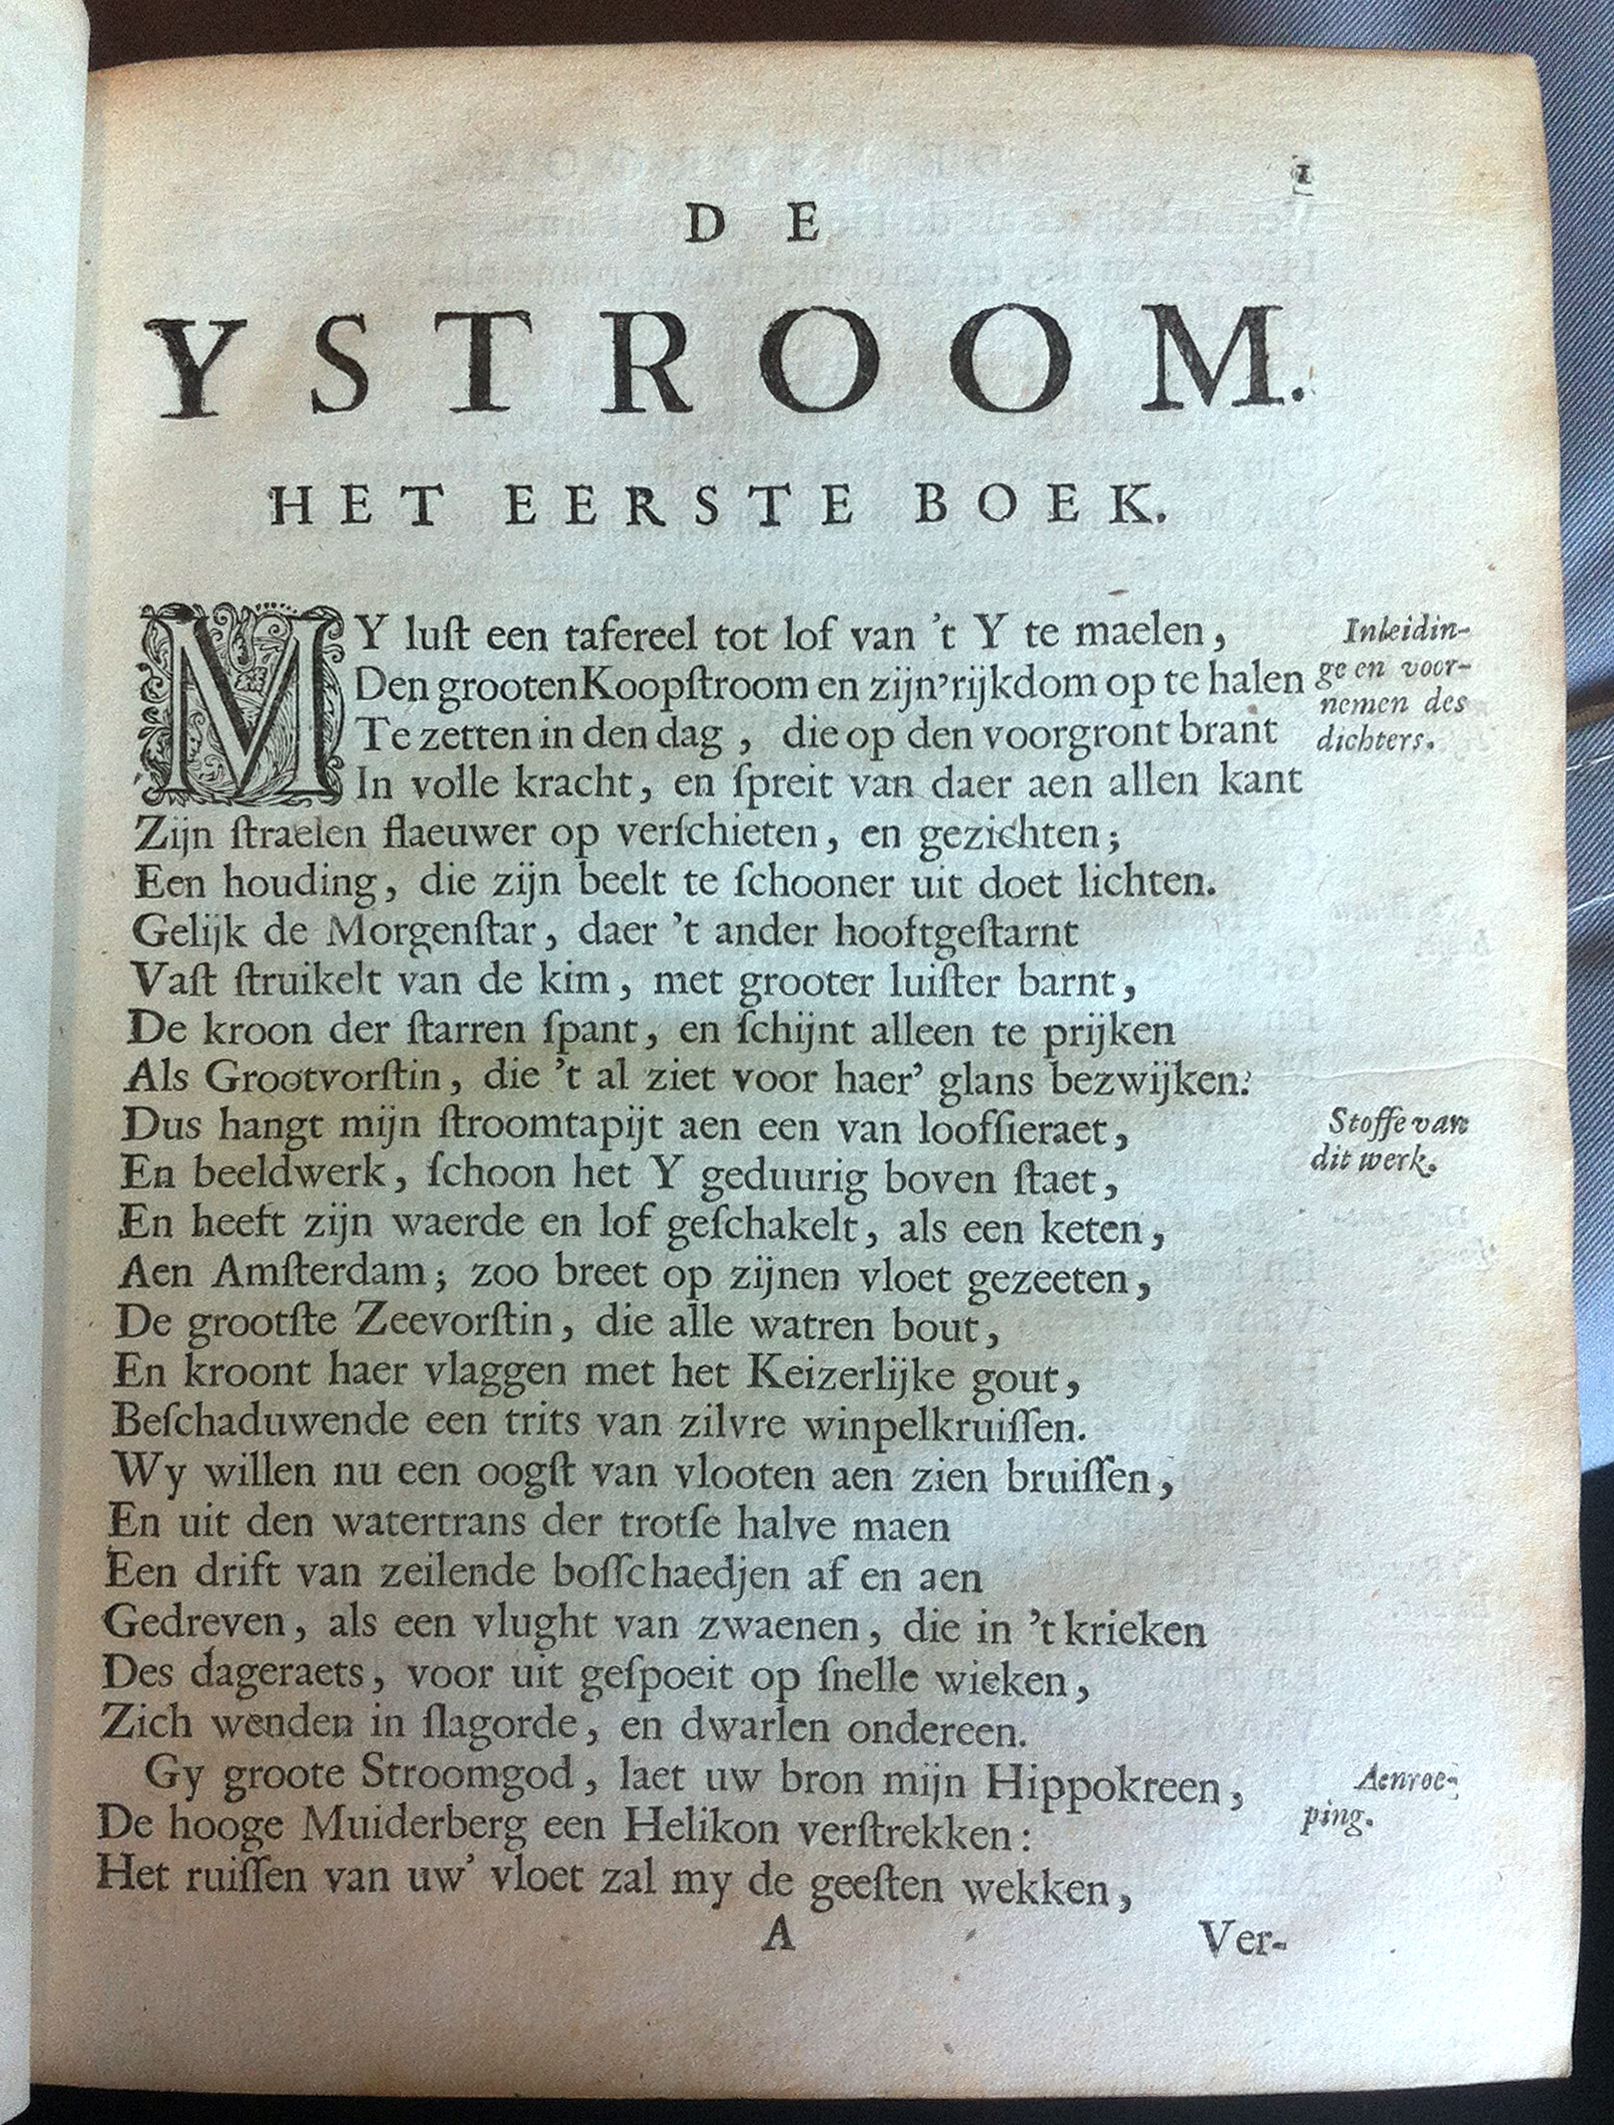 1
DE
YSTROOM.
HET EERSTE BOEK.
MY luſt een tafereel tot lof van 't Y te maelen,
Den grooten Koopſtroom en zijn' rijkdom op te halen
Te zetten in den dag, die op den voorgront brant
In volle kracht, en ſpreit van daer aen allen kant
Zijn ſtraelen flaeuwer op verſchieten, en gezichten;
Een houding, die zijn beelt te ſchooner uit doet lichten.
Gelijk de Morgenſtar, daer 't ander hooftgeſtarnt
Vaſt ſtruikelt van de kim, met grooter luiſter barnt,
De kroon der ſtarren ſpant, en ſchijnt alleen te prijken
Als Grootvorſtin, die 't al ziet voor haer' glans bezwijken.
Dus hangt mijn ſtroomtapijt aen een van loofſieraet,
En beeldwerk, ſchoon het Y geduurig boven ſtaet,
En heeft zijn waerde en lof geſchakelt, als een keten,
Aen Amſterdam; zoo breet op zijnen vloet gezeeten,
De grootſte Zeevorſtin, die alle watren bout,
En kroont haer vlaggen met het Keizerlijke gout,
Beſchaduwende een trits van zilvre winpelkruiſſen.
Wy willen nu een oogſt van vlooten aen zien bruiſſen,
En uit den watertrans der trotſe halve maen
Een drift van zeilende boſſchaedjen af en aen
Gedreven, als een vlught van zwaenen, die in 't krieken
Des dageraets, voor uit geſpoeit op ſnelle wieken,
Zich wenden in ſlagorde, en dwarlen ondereen.
Gy groote Stroomgod, laet uw bron mijn Hippokreen,
De hooge Muiderberg een Helikon verſtrekken:
Het ruiſſen van uw' vloet zal my de geeſten wekken,
A
Ver-
Inleidin-
ge en voor-
nemen des
dichters.
Stoffe van
dit werk.
Aenroe-
ping.